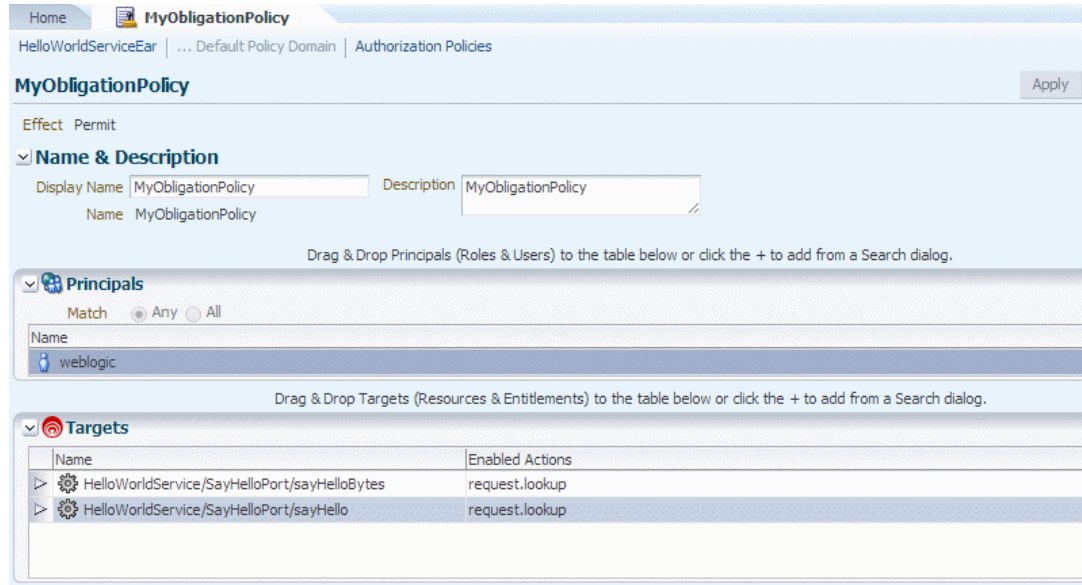 Home MyObligationPolicy
HelloWorldServiceEar | ... Default Policy Domain | Authorization Policies
MyObligationPolicy Apply
Effect Permit
Name & Description
Display Name MyObligationPolicy Description MyObligationPolicy
Name MyObligationPolicy
Drag & Drop Principals (Roles & Users) to the table below or click the + to add from a Search dialog.
Principals
Match Any All
Name
weblogic
Drag & Drop Targets (Resources & Entitlements) to the table below or click the + to add from a Search dialog.
Targets
Name Enabled Actions
HelloWorldService/SayHelloPort/sayHelloBytes request.lookup
HelloWorldService/SayHelloPort/sayHello request.lookup